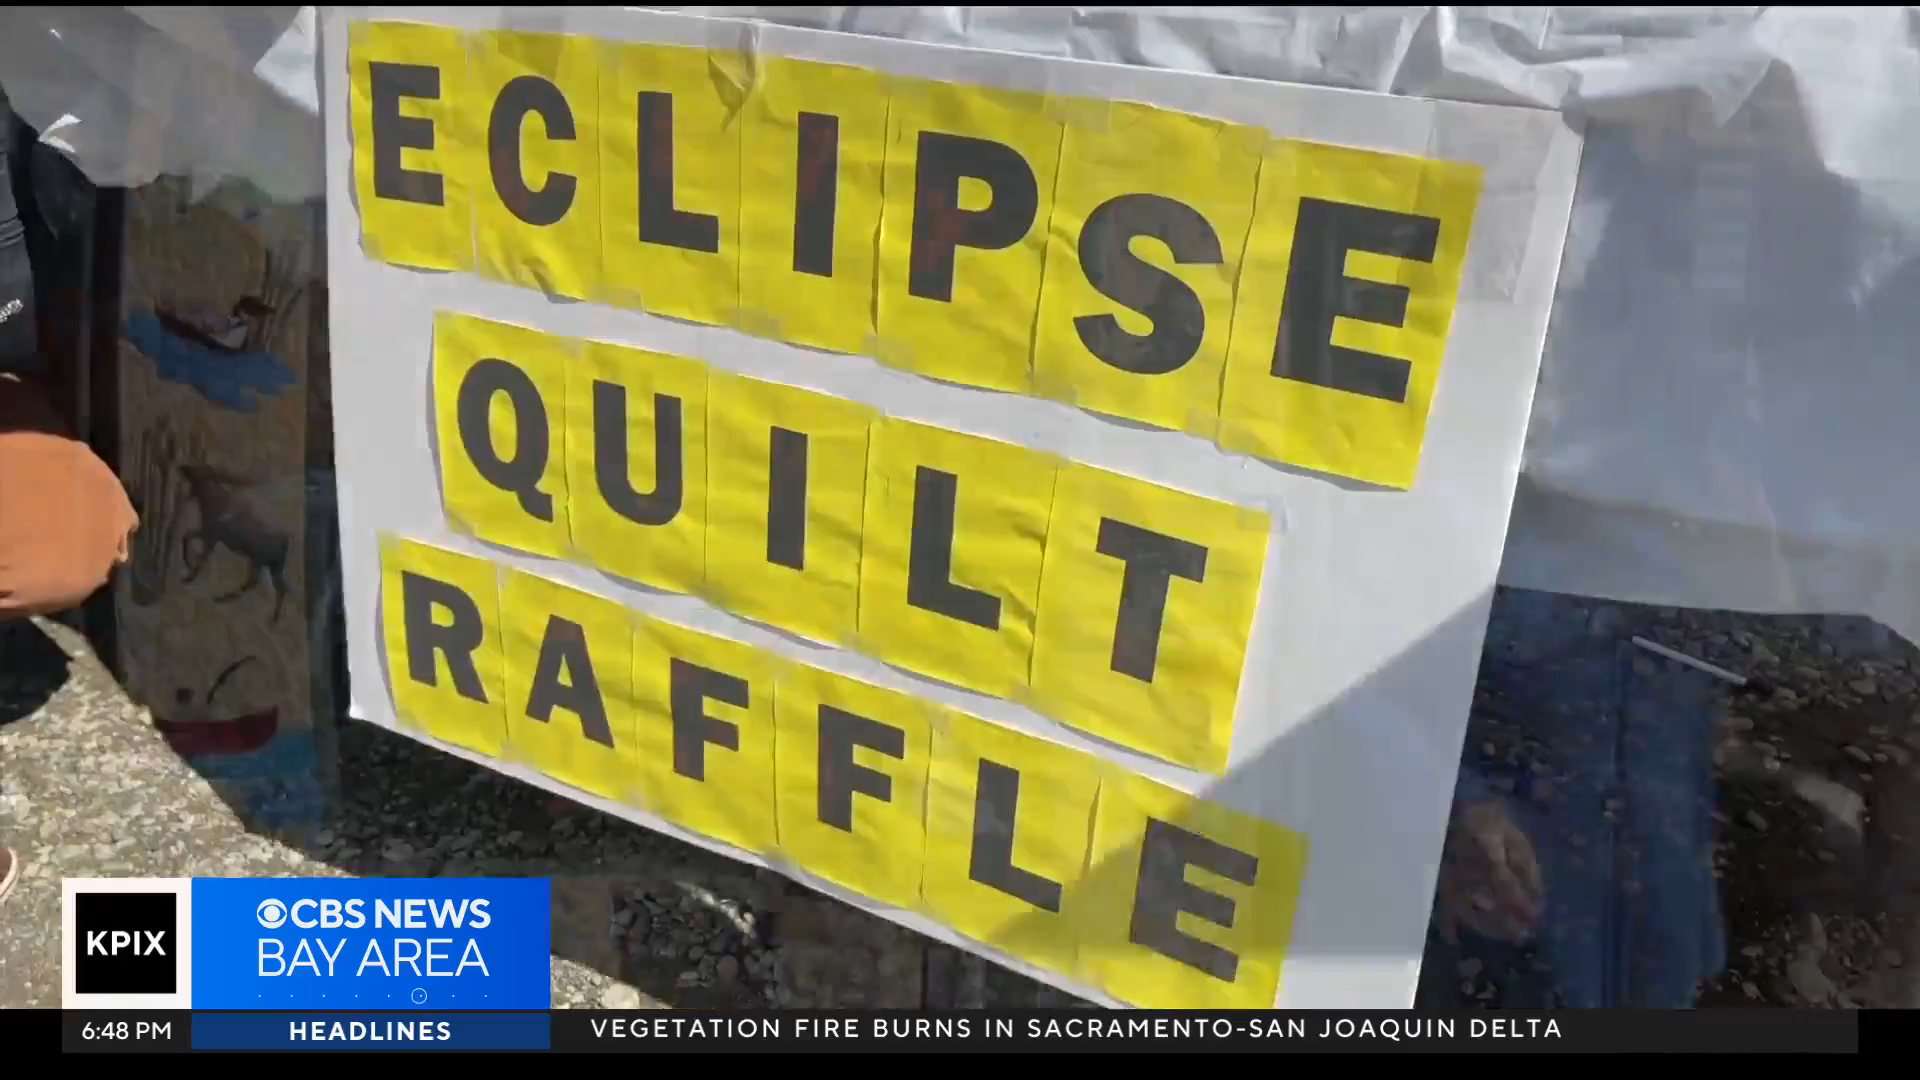 ECLIPSE
QUILT
RAFFLE
KPIX
CBS NEWS
BAY AREA
6:48 PM
HEADLINES
VEGETATION FIRE BURNS IN SACRAMENTO-SAN JOAQUIN DELTA